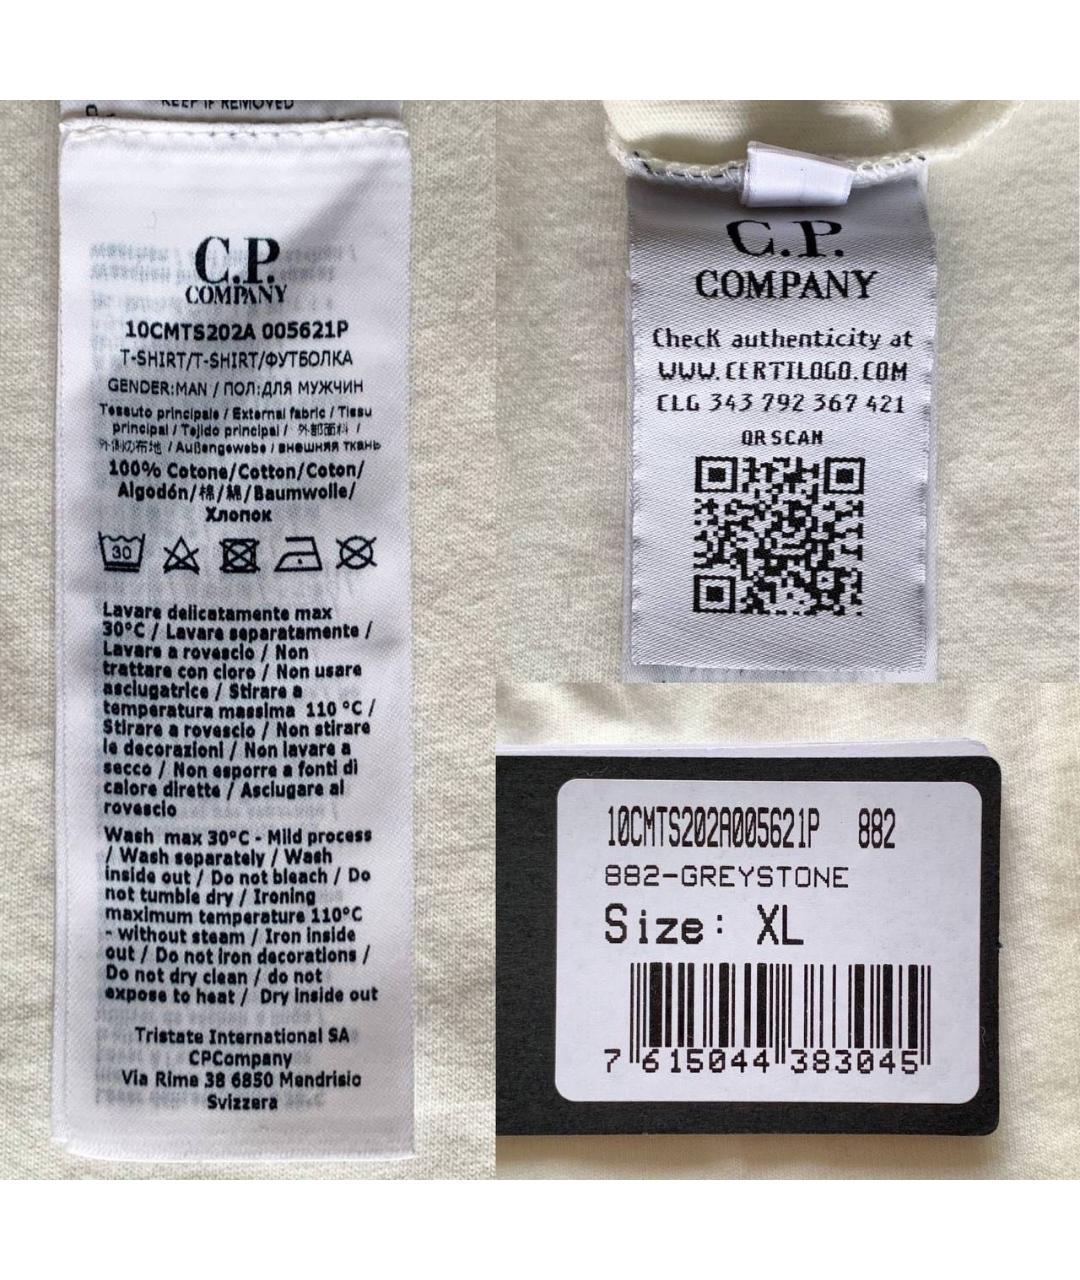 KEEP IF REMOVED
C.P.
COMPANY
10CMTS202A 005621P
T-SHIRT/T-SHIRT/ФУТБОЛКА
GENDER:MAN / ПОЛ:ДЛЯ МУЖЧИН
Tessuto principale / External fabric / Tissu
principal / Tejido principal / 外部面料 /
外側の布地 / Außengewebe / внешняя ткань
100% Cotone/Cotton/Coton/
Algodón/棉/綿/Baumwolle/
Хлопок
30
Lavare delicatamente max
30°C / Lavare separatamente /
Lavare a rovescio / Non
trattare con cloro / Non usare
asciugatrice / Stirare a
temperatura massima 110 °C /
Stirare a rovescio / Non stirare
le decorazioni / Non lavare a
secco / Non esporre a fonti di
calore dirette / Asciugare al
rovescio
Wash max 30°C - Mild process
/ Wash separately / Wash
inside out / Do not bleach / Do
not tumble dry / Ironing
maximum temperature 110°C
- without steam / Iron inside
out / Do not iron decorations /
Do not dry clean / do not
expose to heat / Dry inside out
Tristate International SA
CPCompany
Via Rime 38 6850 Mendrisio
Svizzera
C.P.
COMPANY
Check authenticity at
WWW.CERTILOGO.COM
CLG 343 792 367 421
QR SCAN
10CMTS202A005621P 882
882-GREYSTONE
Size: XL
7 615044 383045